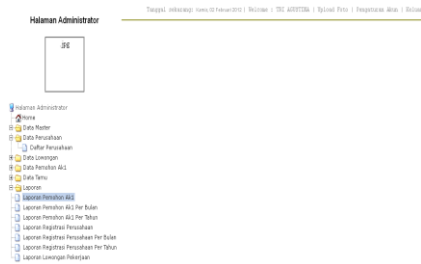 Tanggal sekarang: Kamis 02 Februari 2012 | Welcome | TRI AGUSTINA | Upload Foto | Pengaturan Akun | Keluar
Halaman Administrator
JPG
Halaman Administrator
Home
Data Master
Data Perusahaan
Daftar Perusahaan
Data Lowongan
Data Pemohon Ak1
Data Tamu
Laporan
Laporan Pemohon Ak1
Laporan Pemohon Ak1 Per Bulan
Laporan Pemohon Ak1 Per Tahun
Laporan Registrasi Perusahaan
Laporan Registrasi Perusahaan Per Bulan
Laporan Registrasi Perusahaan Per Tahun
Laporan Lowongan Pekerjaan